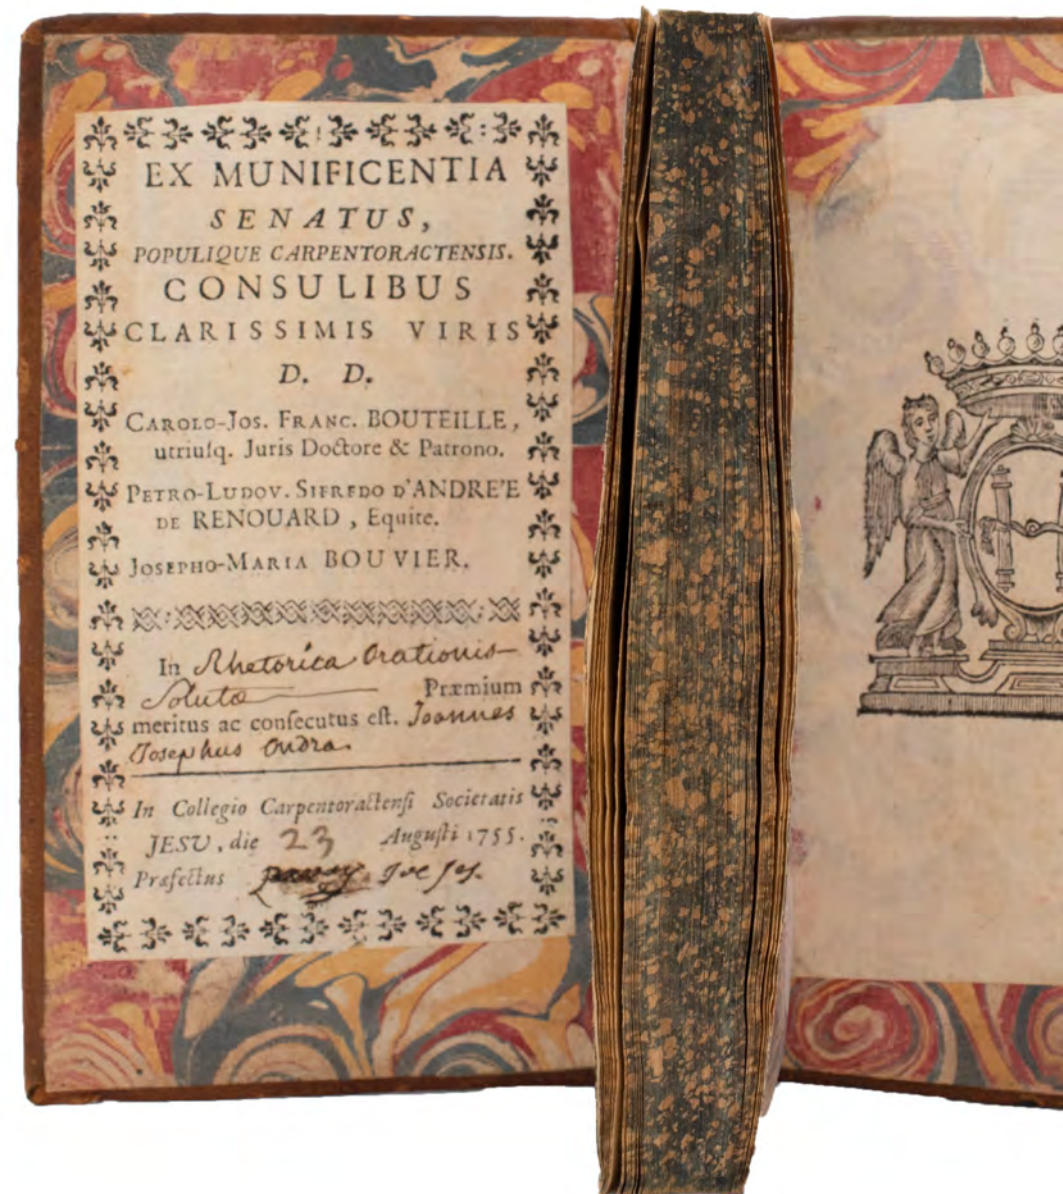 EX MUNIFICENTIA
SENATUS,
POPULIQUE CARPENTORACTENSIS.
CONSULIBUS
CLARISSIMIS VIRIS
D. D.
CAROLO-JOS. FRANC. BOUTEILLE,
utriuſq. Juris Doctore & Patrono.
PETRO-LUDOV. SIFREDO D'ANDRE'E
DE RENOUARD, Equite.
JOSEPHO-MARIA BOUVIER.
In Rhetorica Orationis
Soluta Præmium
meritus ac conſecutus eſt. Joannes
Josephus Ondra.
In Collegio Carpentoractenſi Societatis
JESU, die 23 Auguſti 1755.
Præfectus Soc Jes.